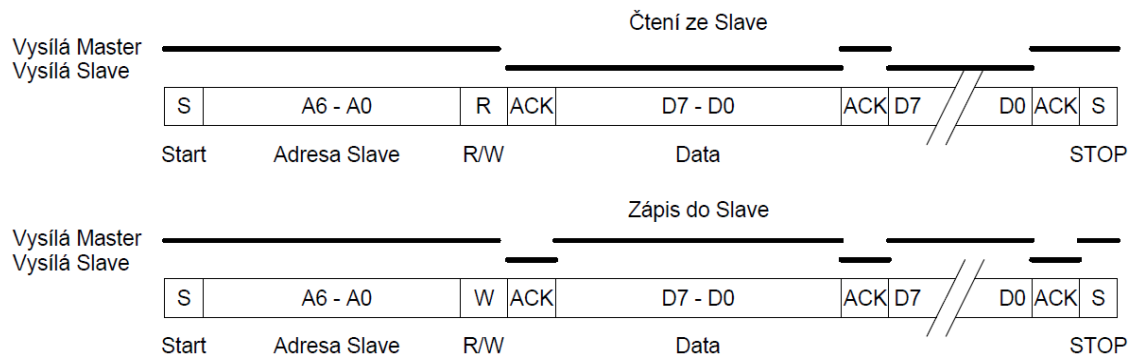 Čtení ze Slave
Vysílá Master
Vysílá Slave
S A6 - A0 R ACK D7 - D0 ACK D7 D0 ACK S
Start Adresa Slave R/W Data STOP
Zápis do Slave
Vysílá Master
Vysílá Slave
S A6 - A0 W ACK D7 - D0 ACK D7 D0 ACK S
Start Adresa Slave R/W Data STOP